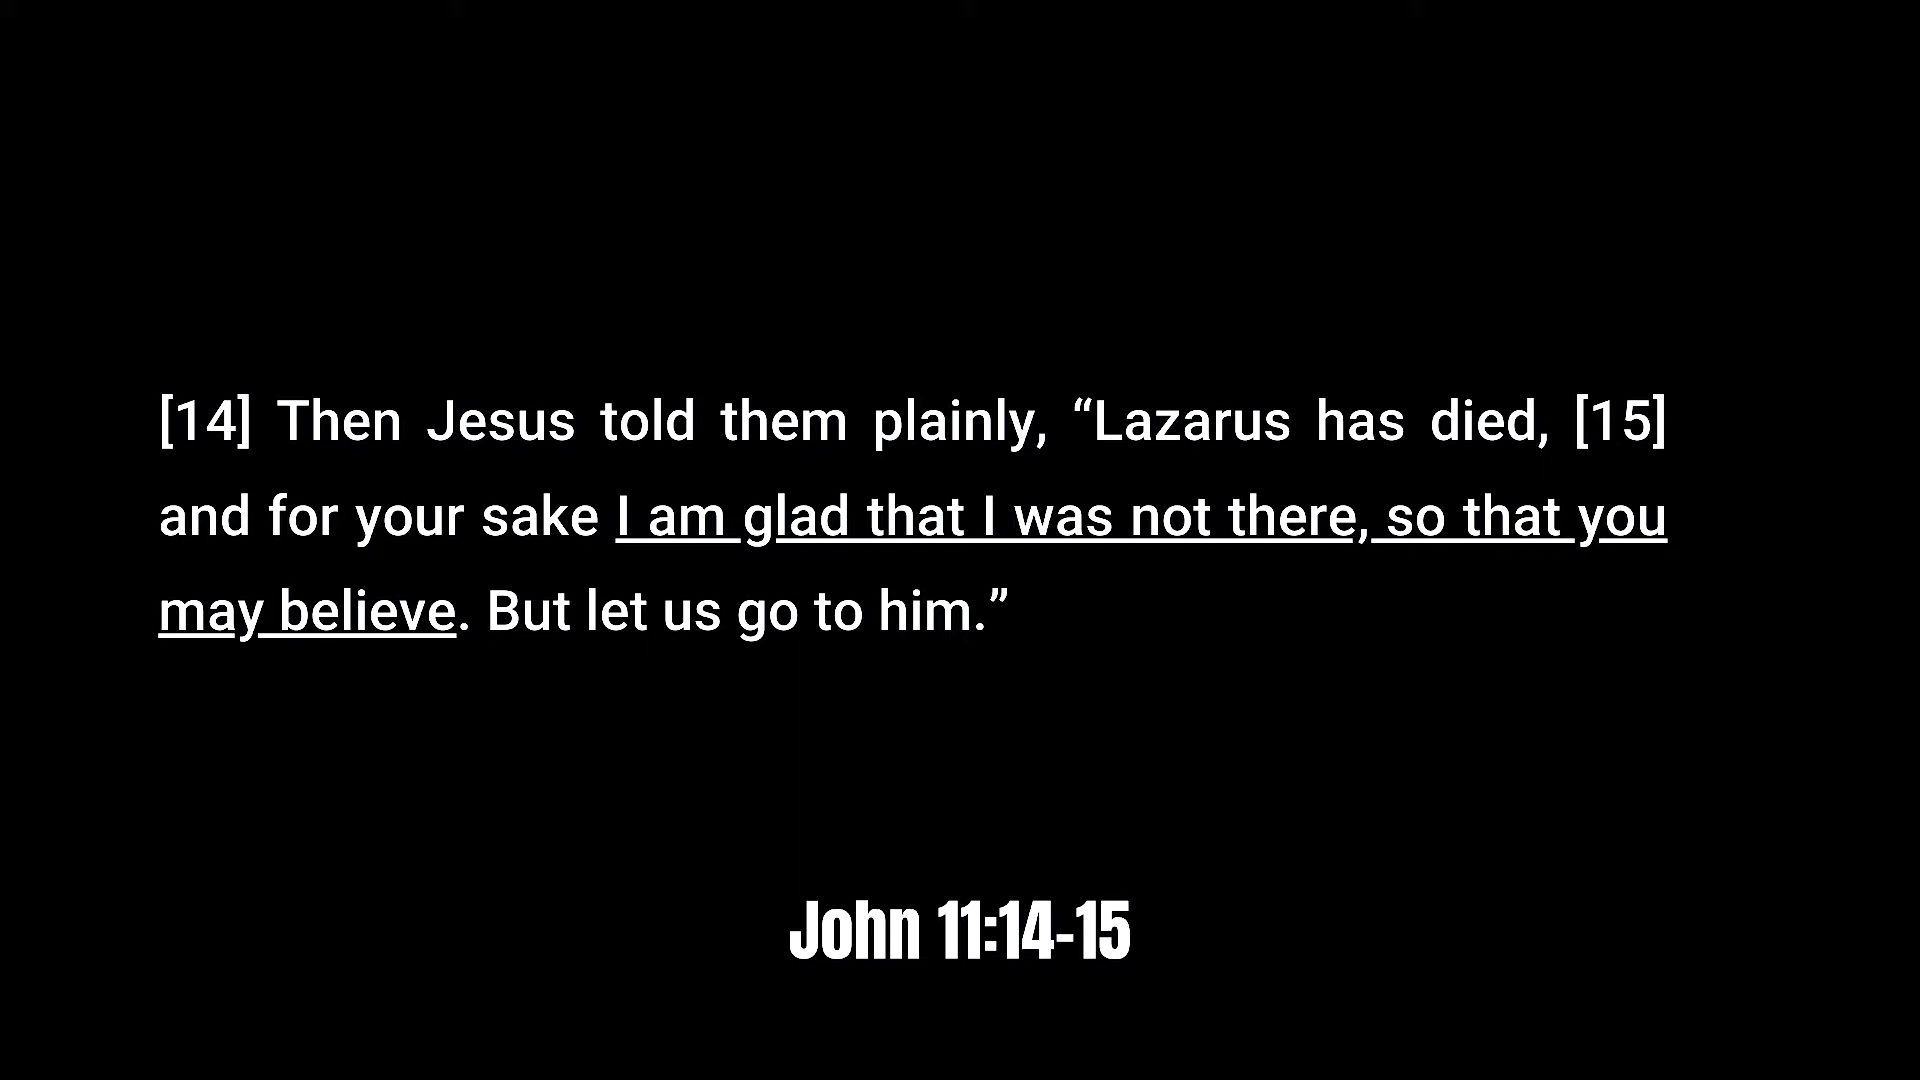 [14] Then Jesus told them plainly, “Lazarus has died, [15]
and for your sake I am glad that I was not there, so that you
may believe. But let us go to him.”
John 11:14-15